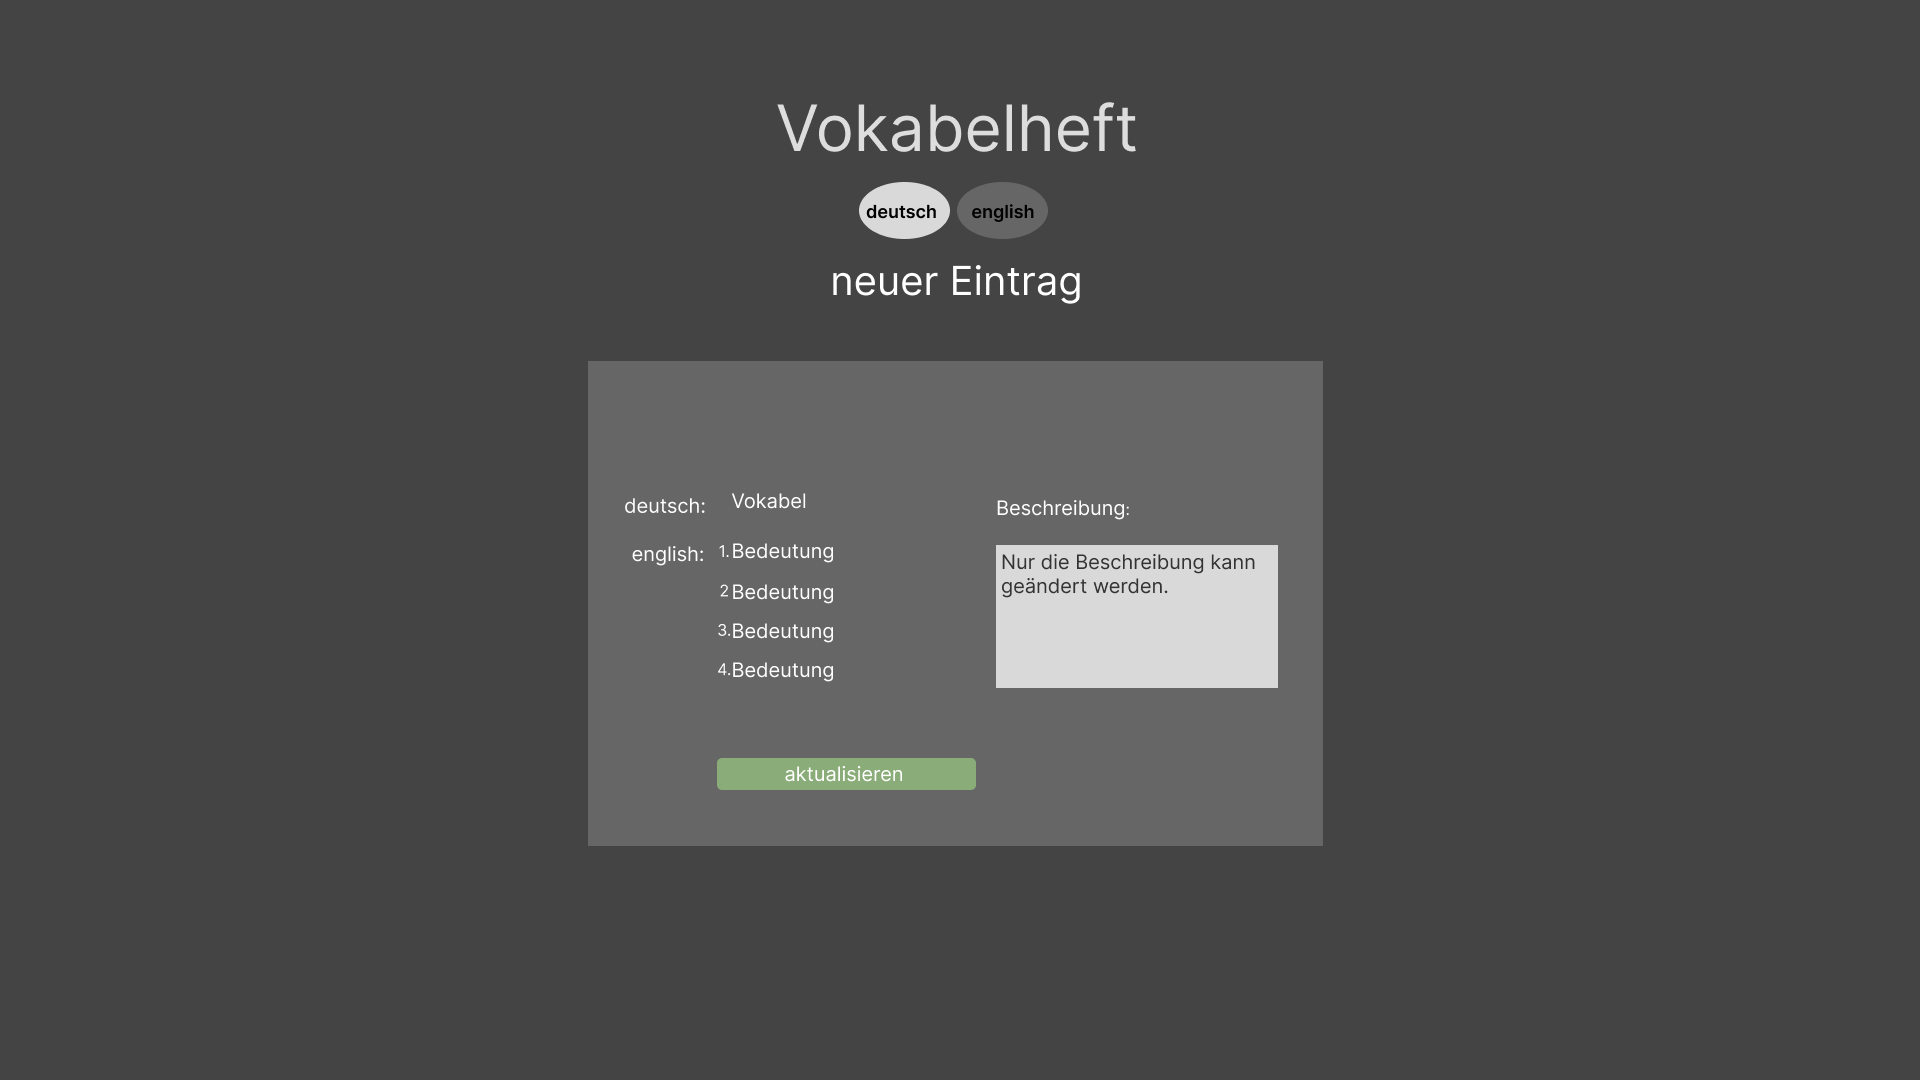 Vokabelheft
deutsch english
neuer Eintrag
deutsch: Vokabel
english: 1. Bedeutung
2 Bedeutung
3. Bedeutung
4. Bedeutung
Beschreibung:
Nur die Beschreibung kann
geändert werden.
aktualisieren